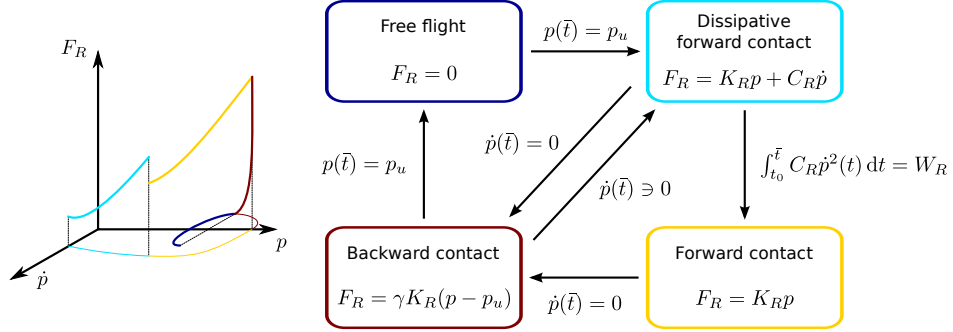 F_R
p
ṗ
Free flight
F_R = 0
p(t̄) = p_u
Dissipative
forward contact
F_R = K_R p + C_R ṗ
p(t̄) = p_u
ṗ(t̄) = 0
ṗ(t̄) ∋ 0
∫_{t_0}^{t̄} C_R ṗ²(t) dt = W_R
Backward contact
F_R = γK_R(p − p_u)
ṗ(t̄) = 0
Forward contact
F_R = K_R p